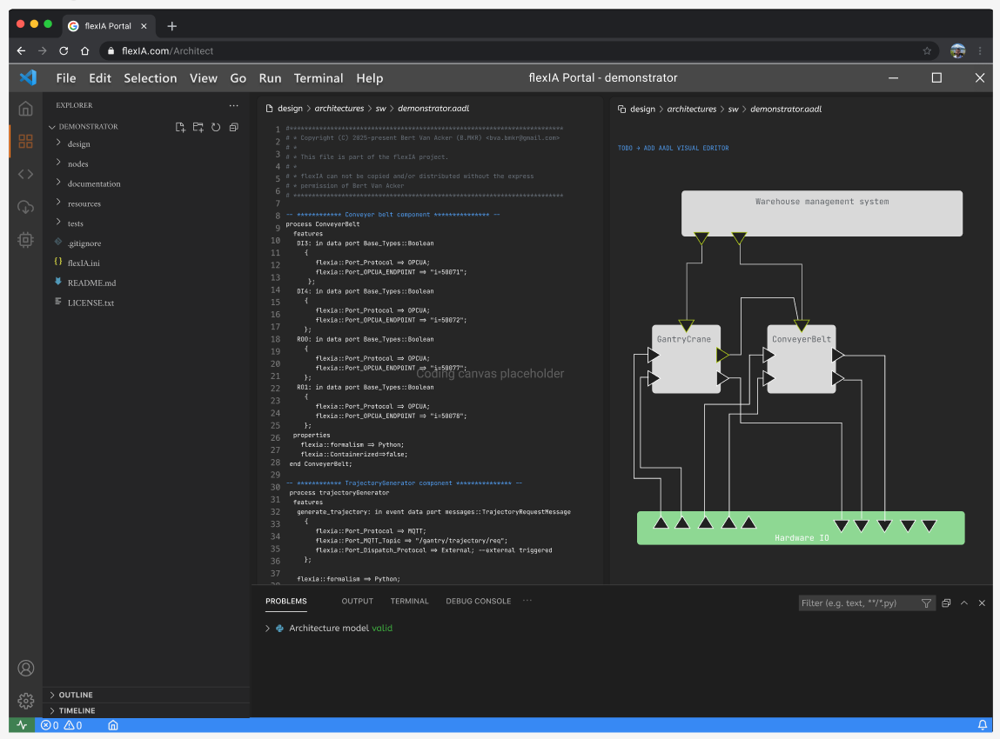 flexIA Portal
flexIA.com/Architect
File Edit Selection View Go Run Terminal Help
flexIA Portal - demonstrator
EXPLORER
DEMONSTRATOR
design
nodes
documentation
resources
tests
.gitignore
{} flexIA.ini
README.md
LICENSE.txt
OUTLINE
TIMELINE
design > architectures > sw > demonstrator.aadl
1
2
3
4
5
6
7
8
9
10
11
12
13
14
15
16
17
18
19
20
21
22
23
24
25
26
27
28
29
30
31
32
33
34
35
36
37
38
#**************************************************************************
# * Copyright (C) 2025-present Bert Van Acker (B.MKR) <bva.bmkr@gmail.com>
# *
# * This file is part of the flexIA project.
# *
# * flexIA can not be copied and/or distributed without the express
# * permission of Bert Van Acker
# **************************************************************************
-- ************ Conveyer belt component *************** --
process ConveyerBelt
features
DI3: in data port Base_Types::Boolean
{
flexia::Port_Protocol => OPCUA;
flexia::Port_OPCUA_ENDPOINT => "i=50071";
};
DI4: in data port Base_Types::Boolean
{
flexia::Port_Protocol => OPCUA;
flexia::Port_OPCUA_ENDPOINT => "i=50072";
};
RO0: in data port Base_Types::Boolean
{
flexia::Port_Protocol => OPCUA;
flexia::Port_OPCUA_ENDPOINT => "i=50077";
};
RO1: in data port Base_Types::Boolean
{
flexia::Port_Protocol => OPCUA;
flexia::Port_OPCUA_ENDPOINT => "i=50078";
};
properties
flexia::formalism => Python;
flexia::Containerized=>false;
end ConveyerBelt;
-- ************ TrajectoryGenerator component *************** --
process trajectoryGenerator
features
generate_trajectory: in event data port messages::TrajectoryRequestMessage
{
flexia::Port_Protocol => MQTT;
flexia::Port_MQTT_Topic => "/gantry/trajectory/req";
flexia::Port_Dispatch_Protocol => External; --external triggered
};
flexia::formalism => Python;
Coding canvas placeholder
design > architectures > sw > demonstrator.aadl
TODO -> ADD AADL VISUAL EDRITOR
Warehouse management system
GantryCrane
ConveyerBelt
Hardware IO
PROBLEMS OUTPUT TERMINAL DEBUG CONSOLE ···
Filter (e.g. text, **/*.py)
Architecture model valid
0 0